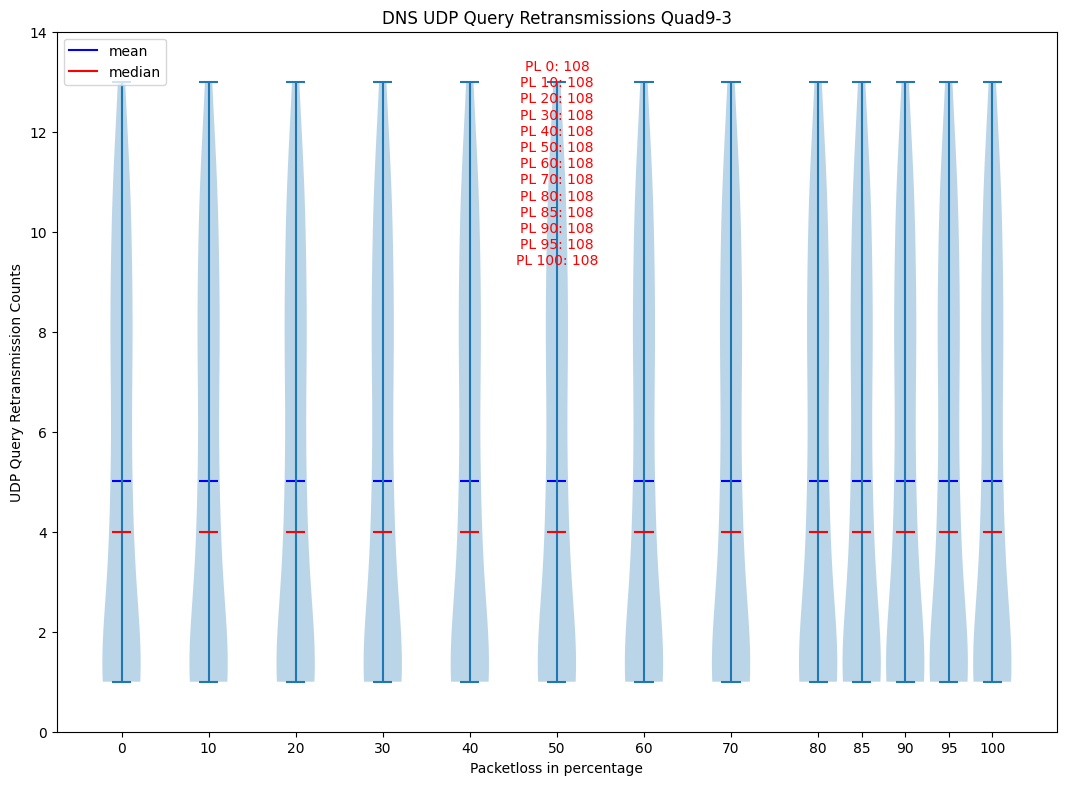 DNS UDP Query Retransmissions Quad9-3
mean
median
PL 0: 108
PL 10: 108
PL 20: 108
PL 30: 108
PL 40: 108
PL 50: 108
PL 60: 108
PL 70: 108
PL 80: 108
PL 85: 108
PL 90: 108
PL 95: 108
PL 100: 108
UDP Query Retransmission Counts
14
12
10
8
6
4
2
0
0 10 20 30 40 50 60 70 80 85 90 95 100
Packetloss in percentage